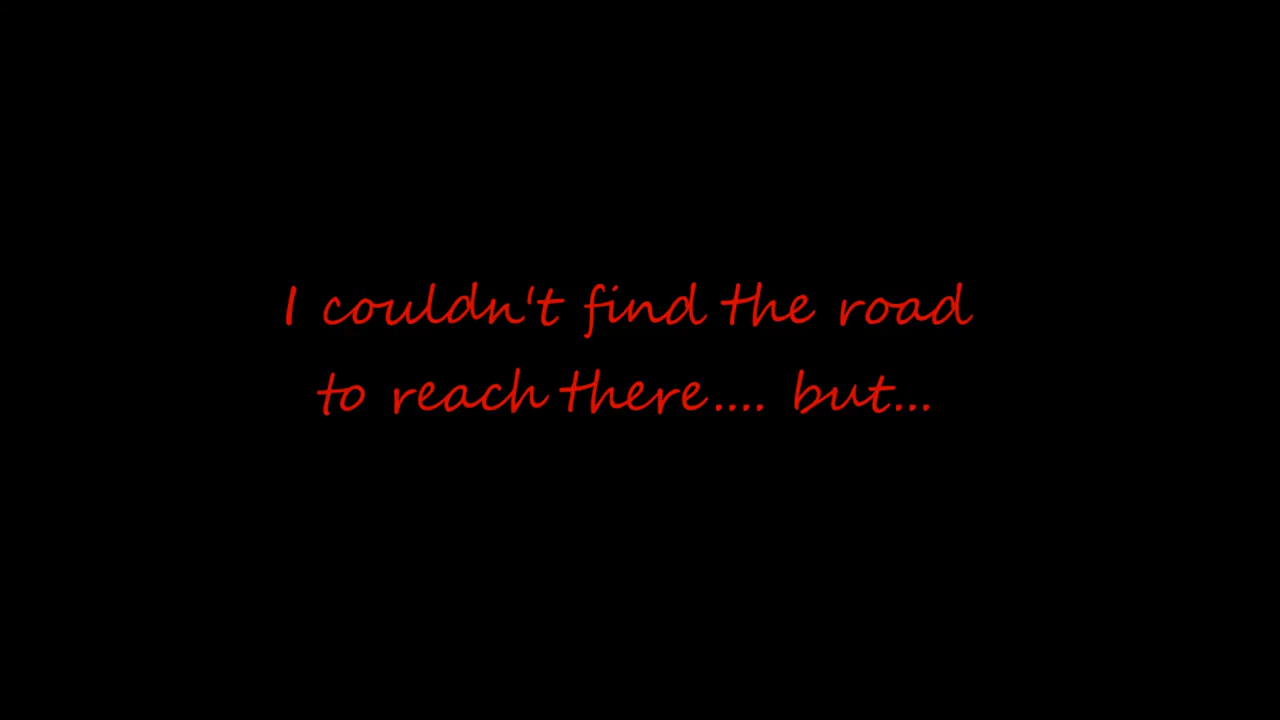 I couldn't find the road
to reach there.... but...